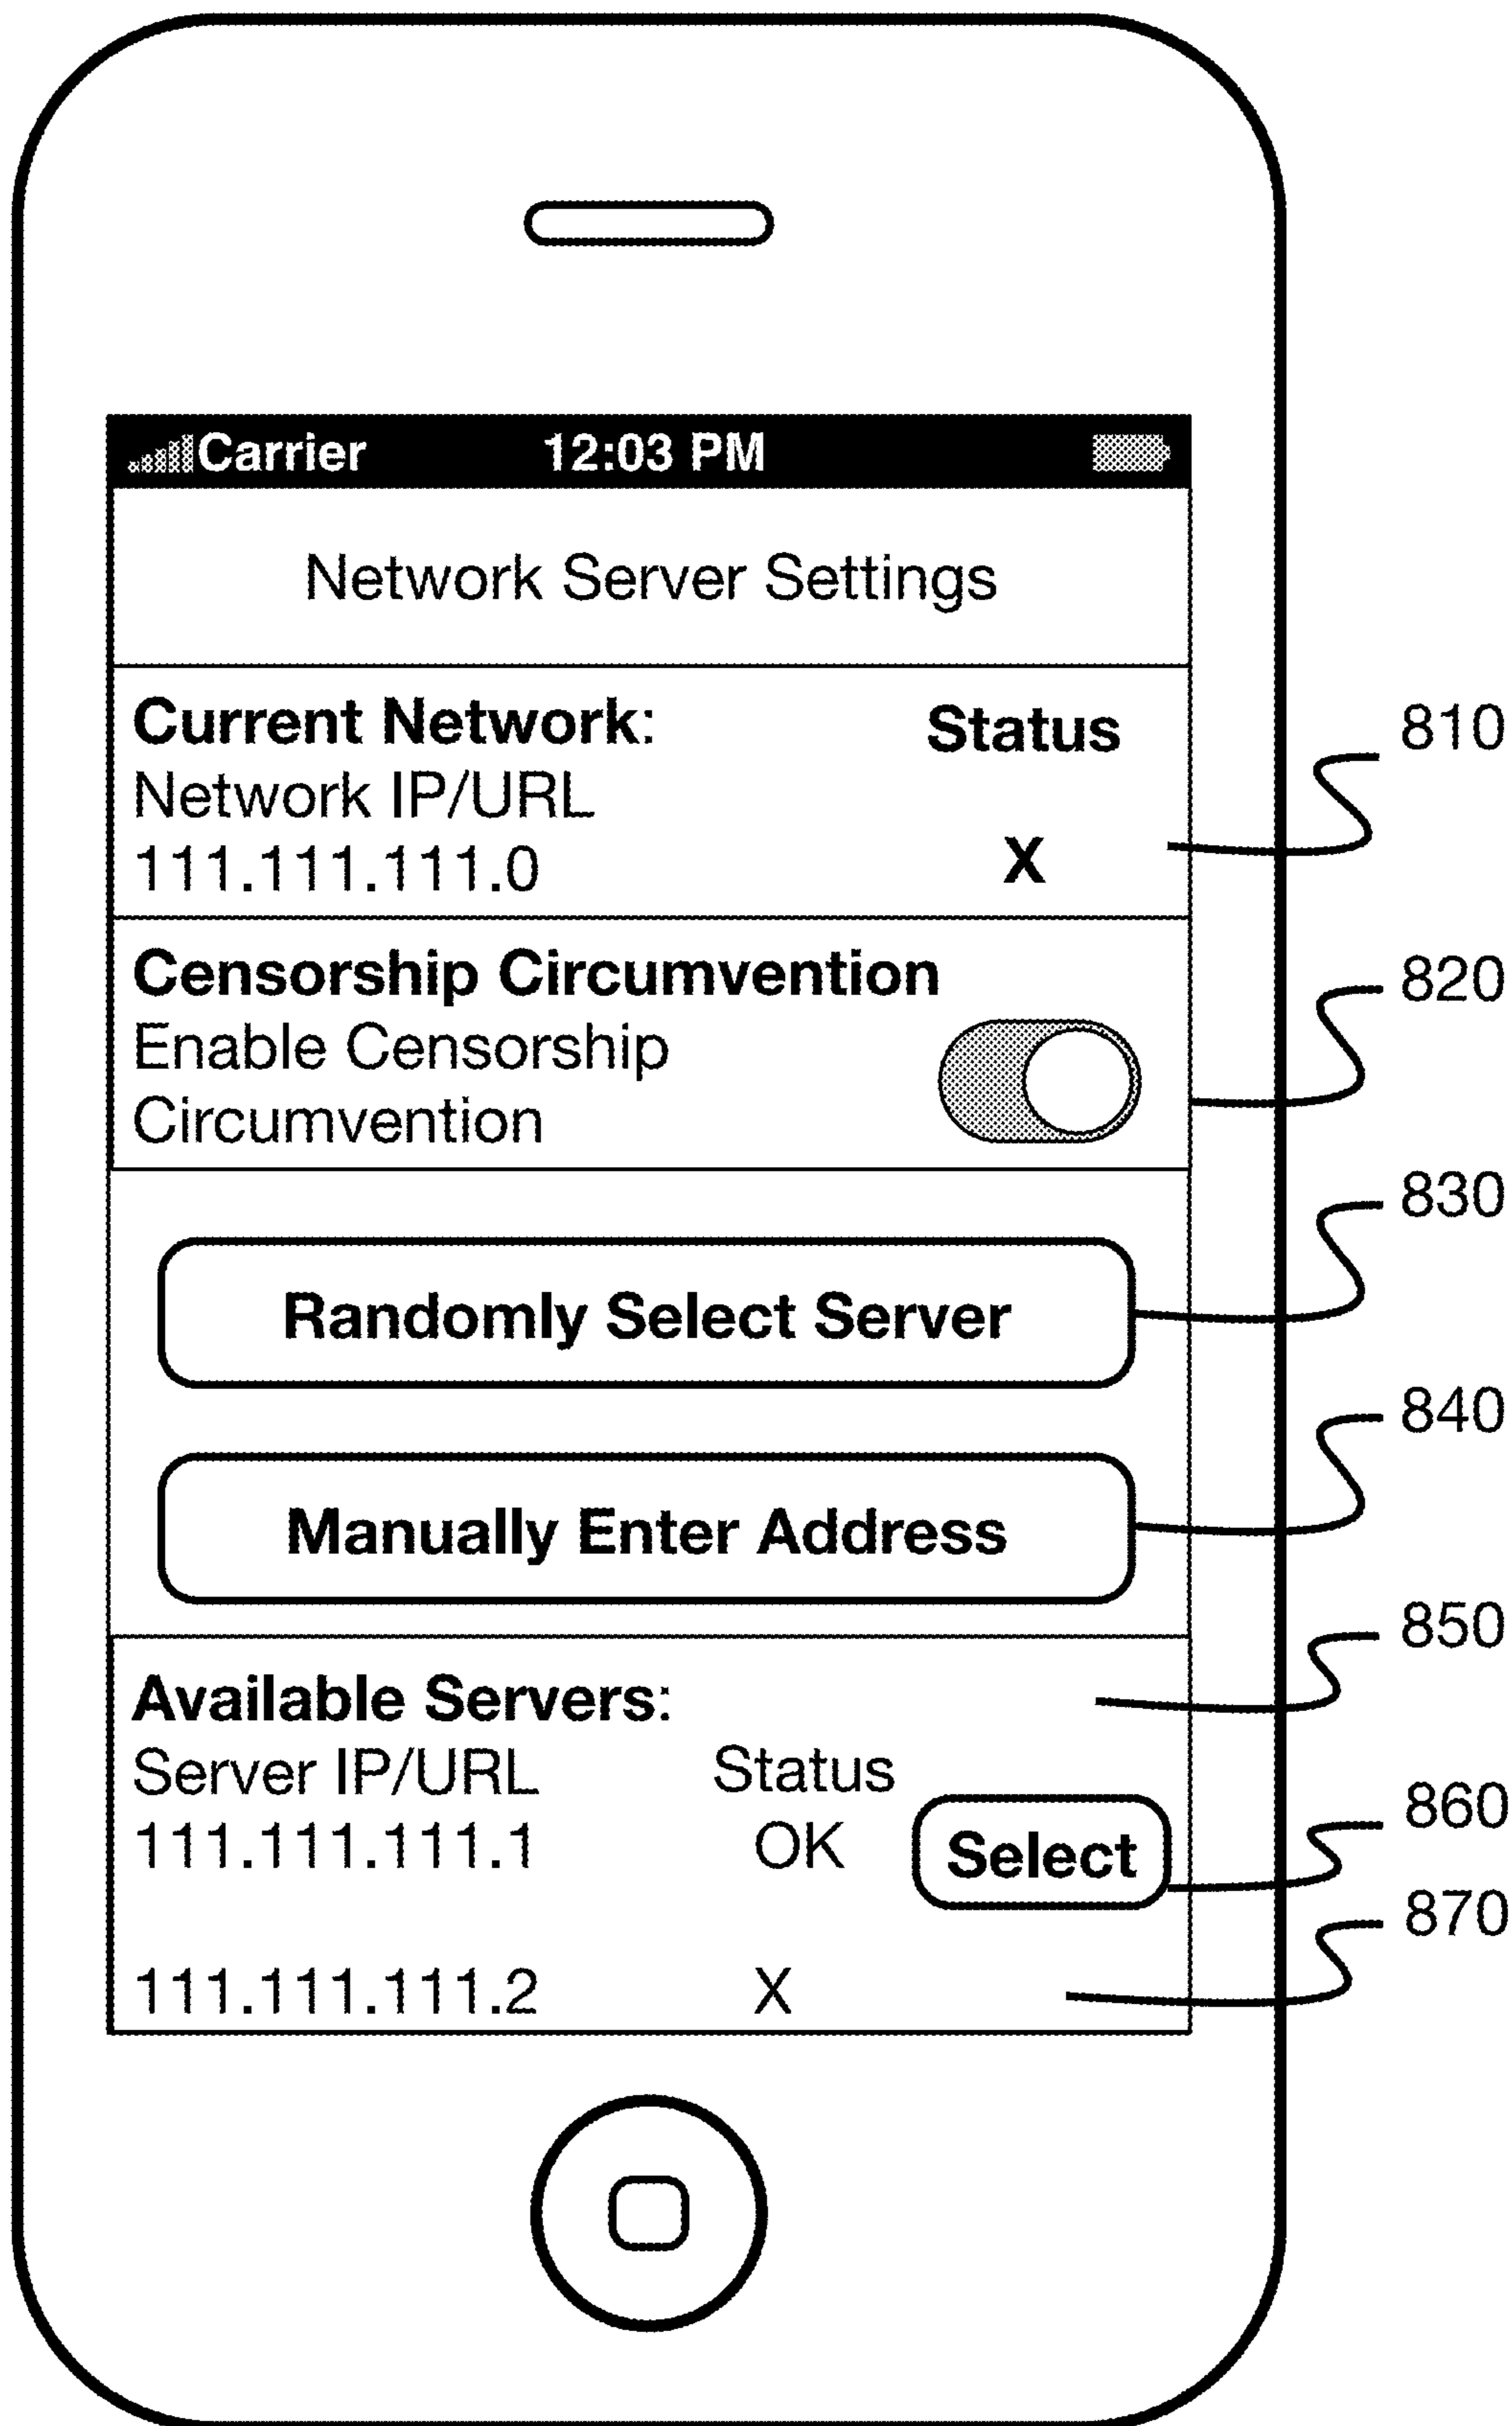 Carrier 12:03 PM
Network Server Settings
Current Network: Status
Network IP/URL
111.111.111.0 X
810
Censorship Circumvention
Enable Censorship
Circumvention
820
Randomly Select Server
830
Manually Enter Address
840
Available Servers:
850
Server IP/URL Status
111.111.111.1 OK Select
860
111.111.111.2 X
870